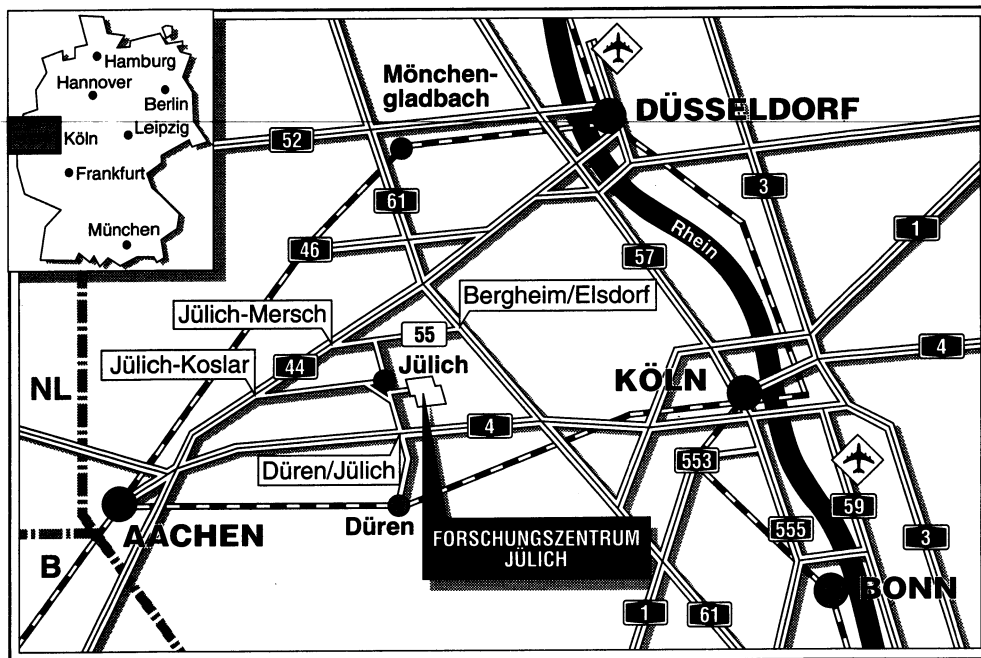 Hamburg
Hannover
Berlin
Leipzig
Köln
Frankfurt
München
Mönchen-
gladbach
DÜSSELDORF
52
3
61
1
46
Rhein
57
Bergheim/Elsdorf
Jülich-Mersch
55
4
Jülich-Koslar
44
Jülich
KÖLN
NL
4
553
Düren/Jülich
59
AACHEN
Düren
FORSCHUNGSZENTRUM
JÜLICH
555
3
B
BONN
1
61